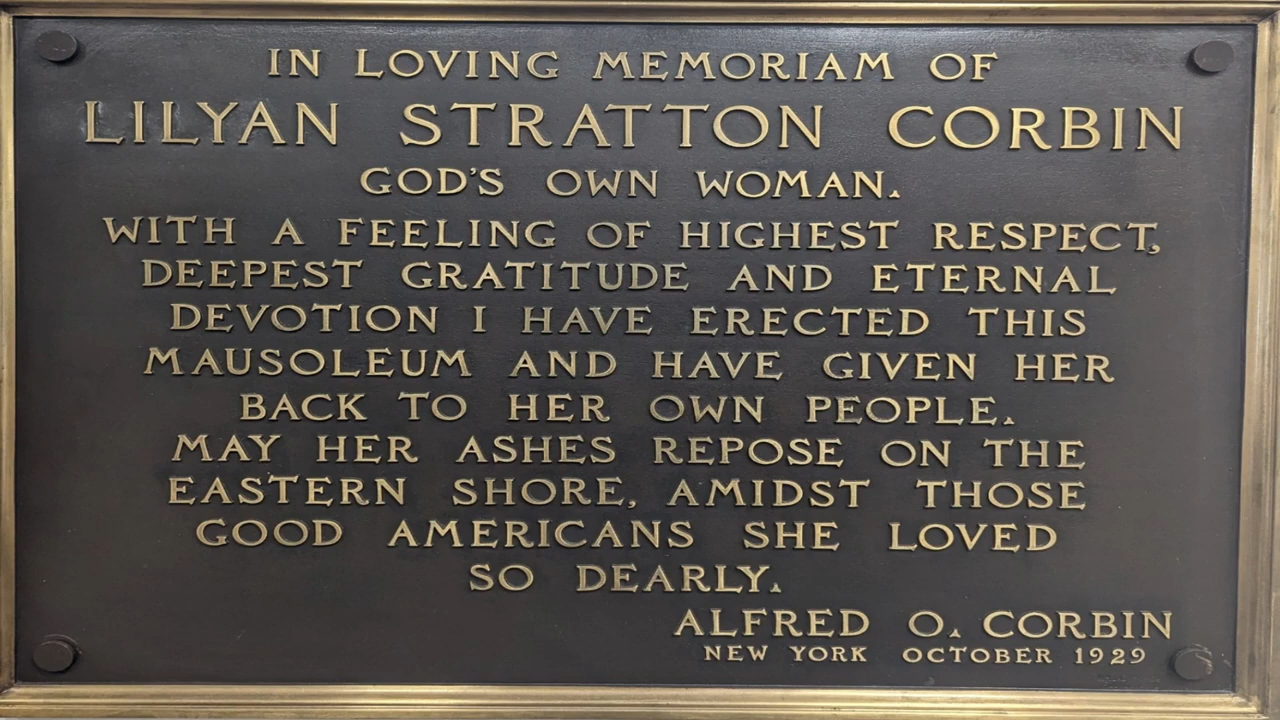 IN LOVING MEMORIAM OF
LILYAN STRATTON CORBIN
GOD'S OWN WOMAN.
WITH A FEELING OF HIGHEST RESPECT,
DEEPEST GRATITUDE AND ETERNAL
DEVOTION I HAVE ERECTED THIS
MAUSOLEUM AND HAVE GIVEN HER
BACK TO HER OWN PEOPLE.
MAY HER ASHES REPOSE ON THE
EASTERN SHORE, AMIDST THOSE
GOOD AMERICANS SHE LOVED
SO DEARLY.
ALFRED O. CORBIN
NEW YORK OCTOBER 1929